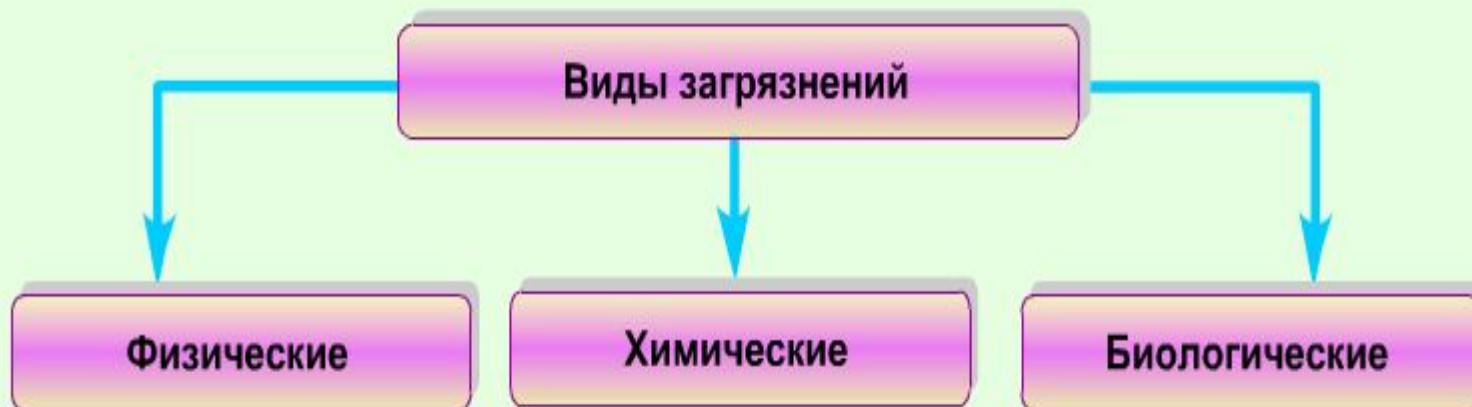 Виды загрязнений
Физические
Химические
Биологические